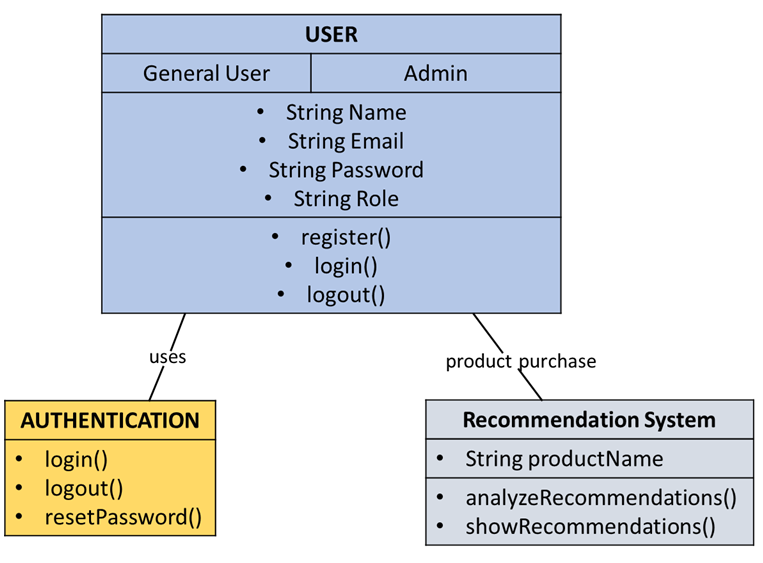 USER
General User
Admin
• String Name
• String Email
• String Password
• String Role
• register()
• login()
• logout()
uses
product purchase
AUTHENTICATION
• login()
• logout()
• resetPassword()
Recommendation System
• String productName
• analyzeRecommendations()
• showRecommendations()